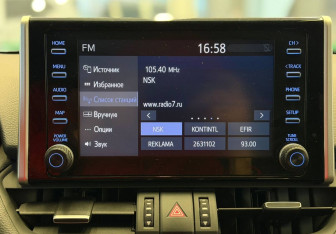 HOME
MENU
AUDIO
MAP
POWER
VOLUME
FM
16:58
Источник
Избранное
Список станций
Вручную
Опции
Звук
105.40 MHz
NSK
www.radio7.ru
NSK KONTINTL EFIR
REKLAMA 2631102 93.00
CH>
<TRACK
PHONE
SETUP
TUNE
SCROLL